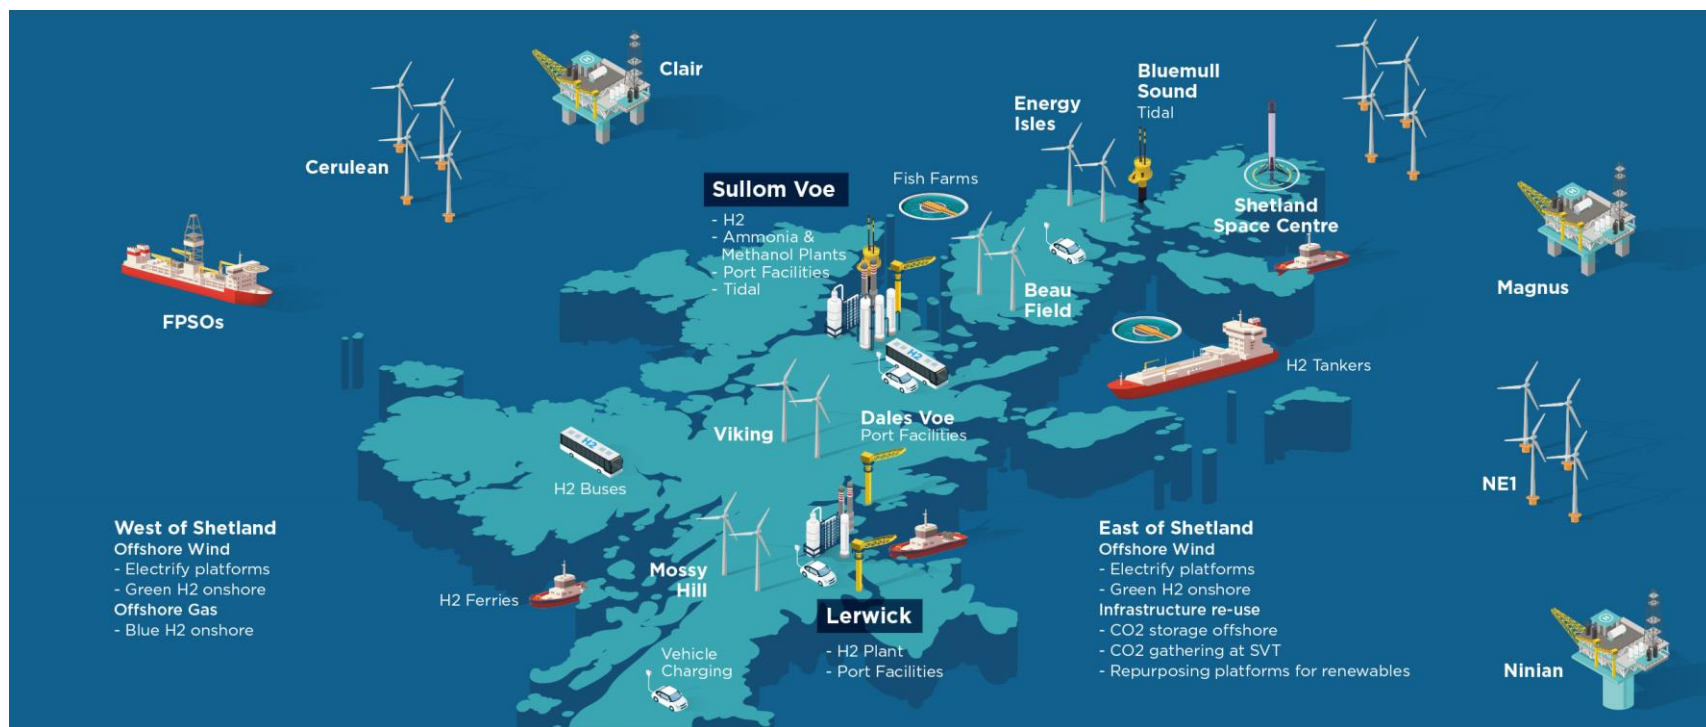 Clair
Cerulean
FPSOs
Sullom Voe
- H2
- Ammonia &
Methanol Plants
- Port Facilities
- Tidal
Fish Farms
Energy
Isles
Bluemull
Sound
Tidal
Shetland
Space Centre
Magnus
Beau
Field
H2 Tankers
H2
Viking
Dales Voe
Port Facilities
H2
H2 Buses
NE1
West of Shetland
Offshore Wind
- Electrify platforms
- Green H2 onshore
Offshore Gas
- Blue H2 onshore
H2 Ferries
Mossy
Hill
Lerwick
- H2 Plant
- Port Facilities
Vehicle
Charging
East of Shetland
Offshore Wind
- Electrify platforms
- Green H2 onshore
Infrastructure re-use
- CO2 storage offshore
- CO2 gathering at SVT
- Repurposing platforms for renewables
Ninian